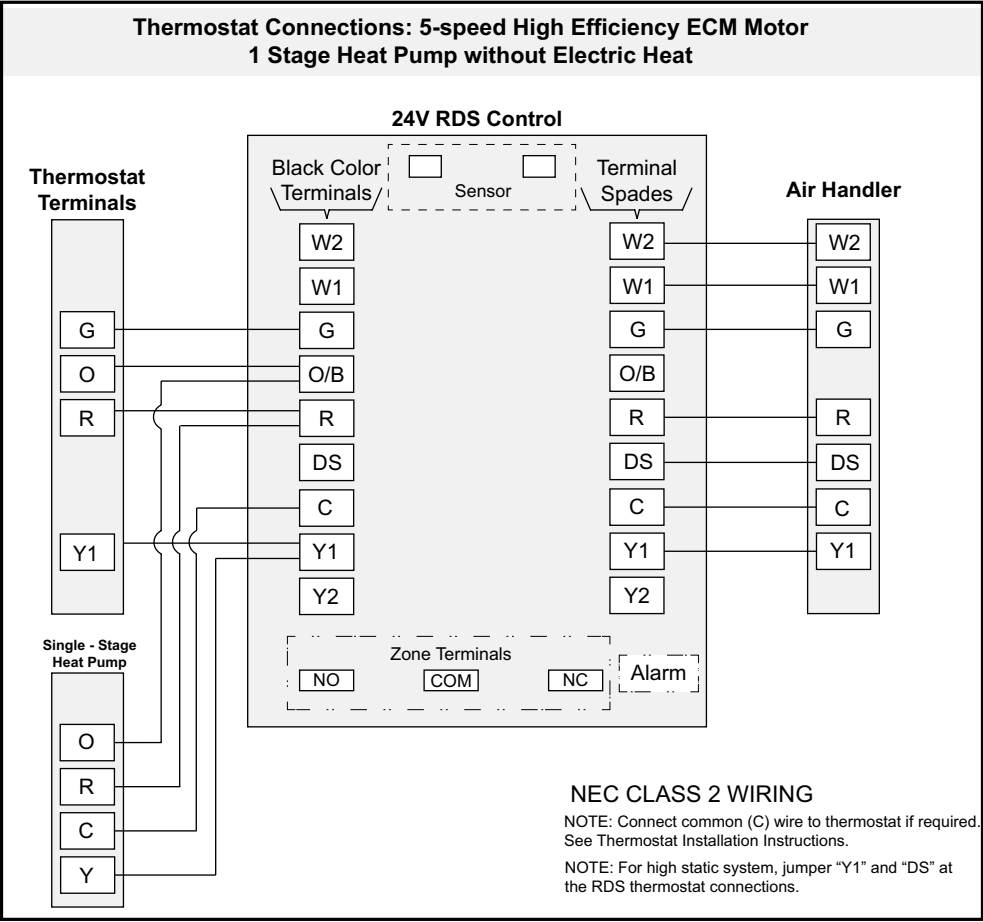 Thermostat Connections: 5-speed High Efficiency ECM Motor
1 Stage Heat Pump without Electric Heat
24V RDS Control
Thermostat
Terminals
G
O
R
Y1
Black Color
Terminals
Sensor
Terminal
Spades
Air Handler
W2
W1
G
O/B
R
DS
C
Y1
Y2
W2
W1
G
O/B
R
DS
C
Y1
Y2
W2
W1
G
R
DS
C
Y1
Zone Terminals
NO
COM
NC
Alarm
Single - Stage
Heat Pump
O
R
C
Y
NEC CLASS 2 WIRING
NOTE: Connect common (C) wire to thermostat if required.
See Thermostat Installation Instructions.
NOTE: For high static system, jumper “Y1” and “DS” at
the RDS thermostat connections.